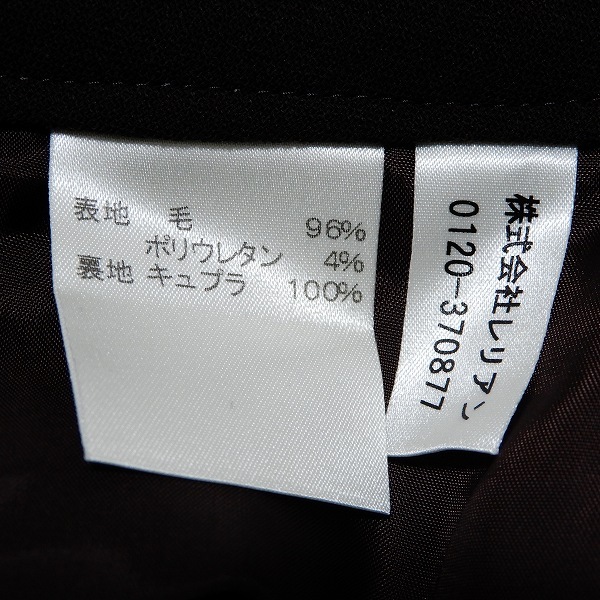 表地 毛 96%
ポリウレタン 4%
裏地 キュプラ 100%
株式会社レリアン
0120-370877